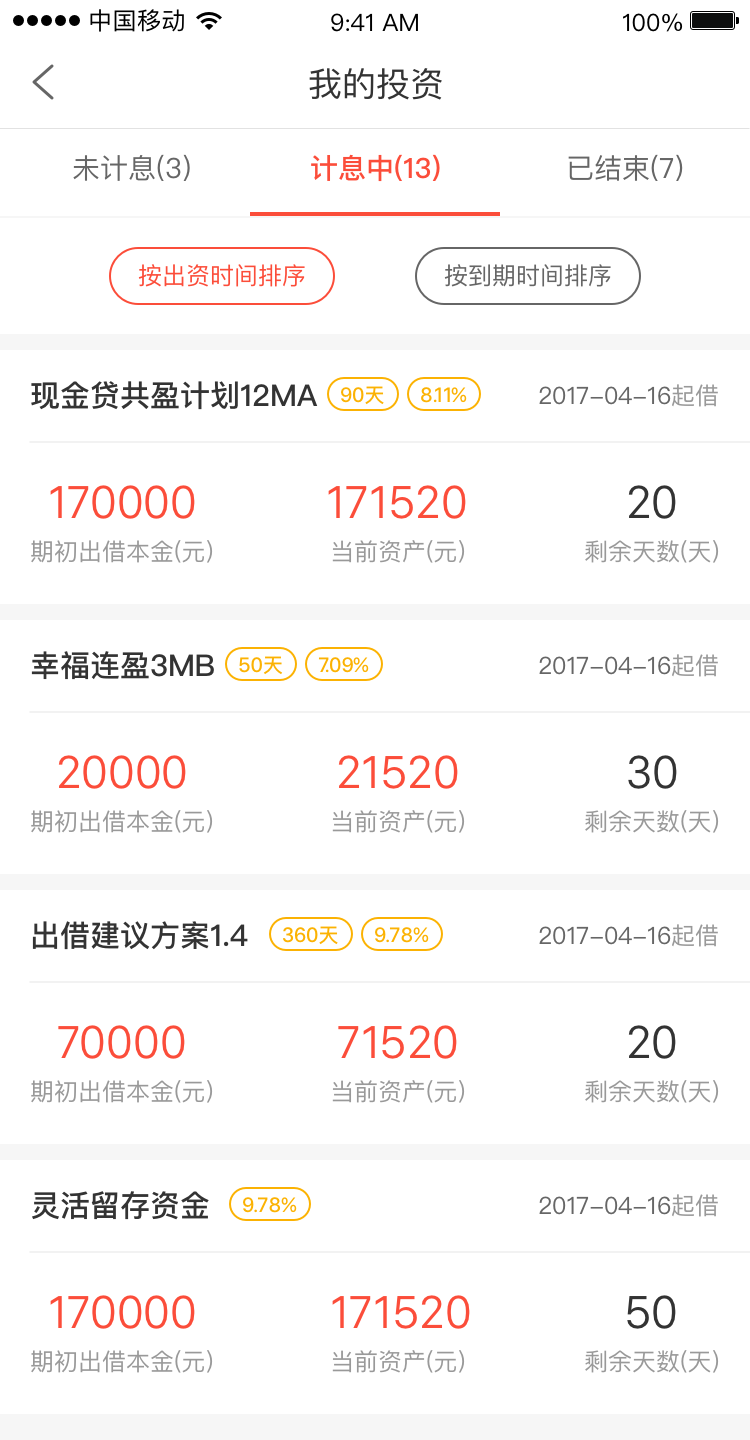 中国移动 9:41 AM 100%
我的投资
未计息(3) 计息中(13) 已结束(7)
按出资时间排序 按到期时间排序
现金贷共盈计划12MA 90天 8.11% 2017-04-16起借
170000 171520 20
期初出借本金(元) 当前资产(元) 剩余天数(天)
幸福连盈3MB 50天 7.09% 2017-04-16起借
20000 21520 30
期初出借本金(元) 当前资产(元) 剩余天数(天)
出借建议方案1.4 360天 9.78% 2017-04-16起借
70000 71520 20
期初出借本金(元) 当前资产(元) 剩余天数(天)
灵活留存资金 9.78% 2017-04-16起借
170000 171520 50
期初出借本金(元) 当前资产(元) 剩余天数(天)